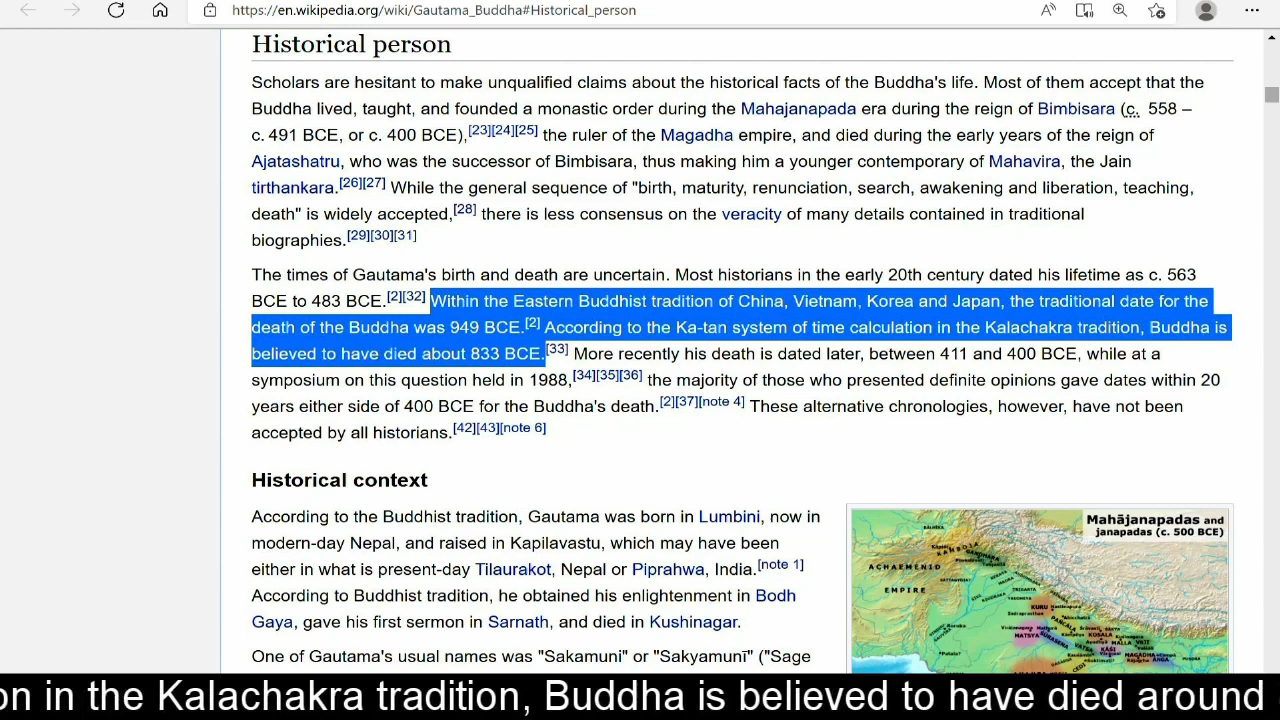 https://en.wikipedia.org/wiki/Gautama_Buddha#Historical_person
Historical person
Scholars are hesitant to make unqualified claims about the historical facts of the Buddha's life. Most of them accept that the
Buddha lived, taught, and founded a monastic order during the Mahajanapada era during the reign of Bimbisara (c. 558 –
c. 491 BCE, or c. 400 BCE),[23][24][25] the ruler of the Magadha empire, and died during the early years of the reign of
Ajatashatru, who was the successor of Bimbisara, thus making him a younger contemporary of Mahavira, the Jain
tirthankara.[26][27] While the general sequence of "birth, maturity, renunciation, search, awakening and liberation, teaching,
death" is widely accepted,[28] there is less consensus on the veracity of many details contained in traditional
biographies.[29][30][31]
The times of Gautama's birth and death are uncertain. Most historians in the early 20th century dated his lifetime as c. 563
BCE to 483 BCE.[2][32] Within the Eastern Buddhist tradition of China, Vietnam, Korea and Japan, the traditional date for the
death of the Buddha was 949 BCE.[2] According to the Ka-tan system of time calculation in the Kalachakra tradition, Buddha is
believed to have died about 833 BCE.[33] More recently his death is dated later, between 411 and 400 BCE, while at a
symposium on this question held in 1988,[34][35][36] the majority of those who presented definite opinions gave dates within 20
years either side of 400 BCE for the Buddha's death.[2][37][note 4] These alternative chronologies, however, have not been
accepted by all historians.[42][43][note 6]
Historical context
According to the Buddhist tradition, Gautama was born in Lumbini, now in
modern-day Nepal, and raised in Kapilavastu, which may have been
either in what is present-day Tilaurakot, Nepal or Piprahwa, India.[note 1]
According to Buddhist tradition, he obtained his enlightenment in Bodh
Gaya, gave his first sermon in Sarnath, and died in Kushinagar.
One of Gautama's usual names was "Sakamuni" or "Sakyamunī" ("Sage
Mahājanapadas and
janapadas (c. 500 BCE)
KAMBOJA
GANDHARA
ACHAEMENID
EMPIRE
KURU
PANCALA
MATSYA
SURASENA
KOSALA
MALLA
VATSA
KASI
MAGADHA
ANGA
CEDI
on in the Kalachakra tradition, Buddha is believed to have died around